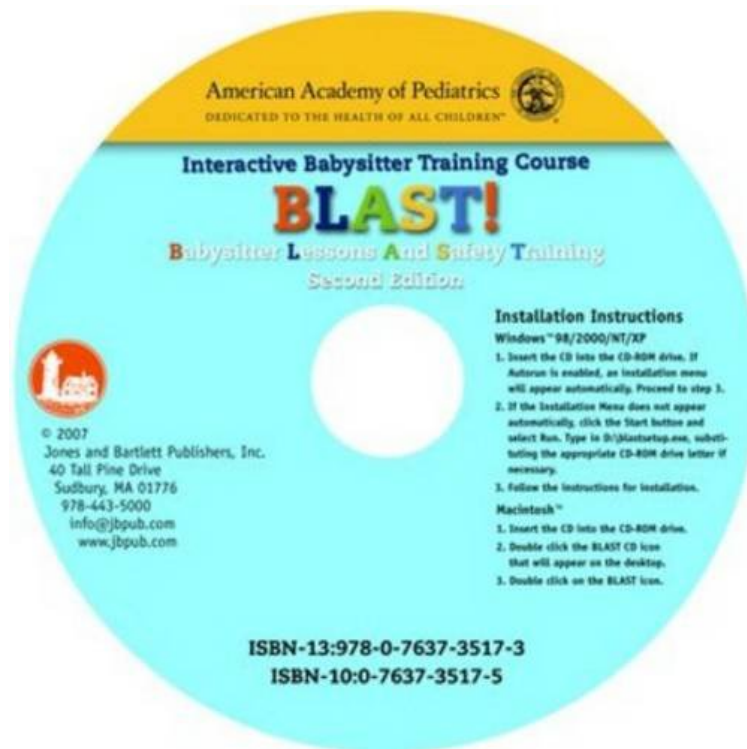 American Academy of Pediatrics
DEDICATED TO THE HEALTH OF ALL CHILDREN™
Interactive Babysitter Training Course
BLAST!
Babysitter Lessons And Safety Training
Second Edition
Installation Instructions
Windows™98/2000/NT/XP
1. Insert the CD into the CD-ROM drive. If
Autorun is enabled, an installation menu
will appear automatically. Proceed to step 3.
2. If the Installation Menu does not appear
automatically, click the Start button and
select Run. Type in D:\blastsetup.exe, substi-
tuting the appropriate CD-ROM drive letter if
necessary.
3. Follow the instructions for installation.
Macintosh™
1. Insert the CD into the CD-ROM drive.
2. Double click the BLAST CD icon
that will appear on the desktop.
3. Double click on the BLAST icon.
© 2007
Jones and Bartlett Publishers, Inc.
40 Tall Pine Drive
Sudbury, MA 01776
978-443-5000
info@jbpub.com
www.jbpub.com
ISBN-13:978-0-7637-3517-3
ISBN-10:0-7637-3517-5